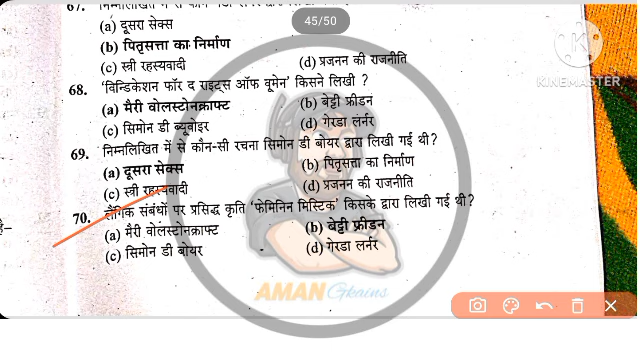 67. निम्नलिखित में से कौन
45/50
(a) दूसरा सेक्स
(b) पितृसत्ता का निर्माण
(c) स्त्री रहस्यवादी (d) प्रजनन की राजनीति
68. 'विन्डिकेशन फॉर द राइट्स ऑफ वूमेन' किसने लिखी ?
(a) मैरी वोलस्टोनक्राफ्ट (b) बेट्टी फ्रीडन
(c) सिमोन डी ब्यूवोइर (d) गेरडा लर्नर
69. निम्नलिखित में से कौन-सी रचना सिमोन डी बोयर द्वारा लिखी गई थी?
(a) दूसरा सेक्स (b) पितृसत्ता का निर्माण
(c) स्त्री रहस्यवादी (d) प्रजनन की राजनीति
70. लैंगिक संबंधों पर प्रसिद्ध कृति 'फेमिनिन मिस्टिक' किसके द्वारा लिखी गई थी?
(a) मैरी वोलस्टोनक्राफ्ट (b) बेट्टी फ्रीडन
(c) सिमोन डी बोयर (d) गेरडा लर्नर
KINEMASTER
AMAN Gkains